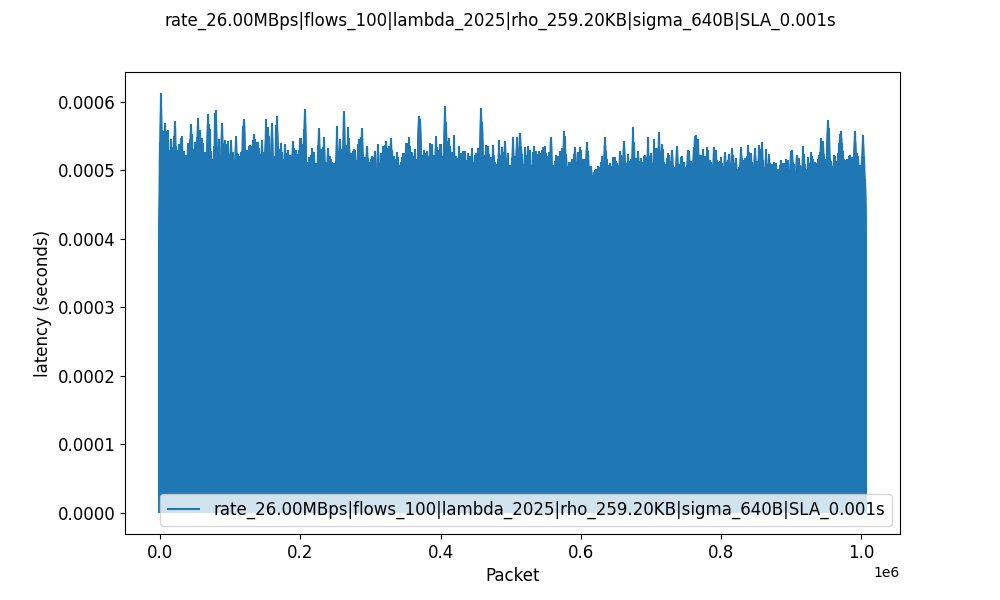 rate_26.00MBps|flows_100|lambda_2025|rho_259.20KB|sigma_640B|SLA_0.001s
0.0006
0.0005
0.0004
0.0003
0.0002
0.0001
0.0000
latency (seconds)
rate_26.00MBps|flows_100|lambda_2025|rho_259.20KB|sigma_640B|SLA_0.001s
0.0 0.2 0.4 0.6 0.8 1.0
1e6
Packet